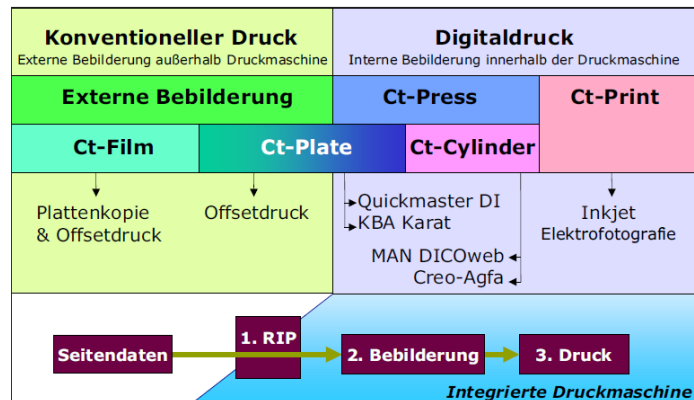 Konventioneller Druck
Externe Bebilderung außerhalb Druckmaschine
Digitaldruck
Interne Bebilderung innerhalb der Druckmaschine
Externe Bebilderung
Ct-Press
Ct-Print
Ct-Film
Ct-Plate
Ct-Cylinder
Plattenkopie
& Offsetdruck
Offsetdruck
Quickmaster DI
KBA Karat
MAN DICOweb
Creo-Agfa
Inkjet
Elektrofotografie
Seitendaten
1. RIP
2. Bebilderung
3. Druck
Integrierte Druckmaschine